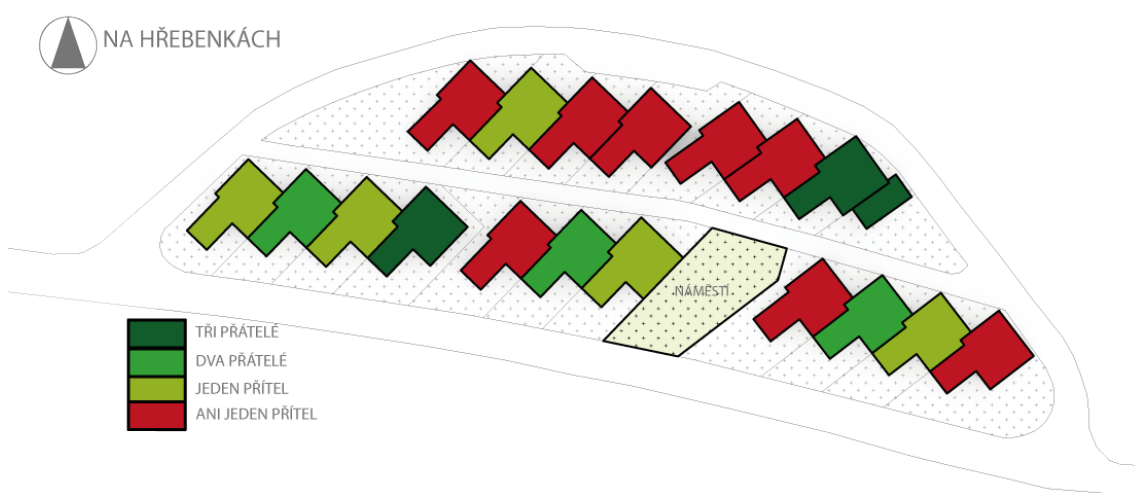 NA HŘEBENKÁCH
NÁMĚSTÍ
TŘI PŘÁTELÉ
DVA PŘÁTELÉ
JEDEN PŘÍTEL
ANI JEDEN PŘÍTEL